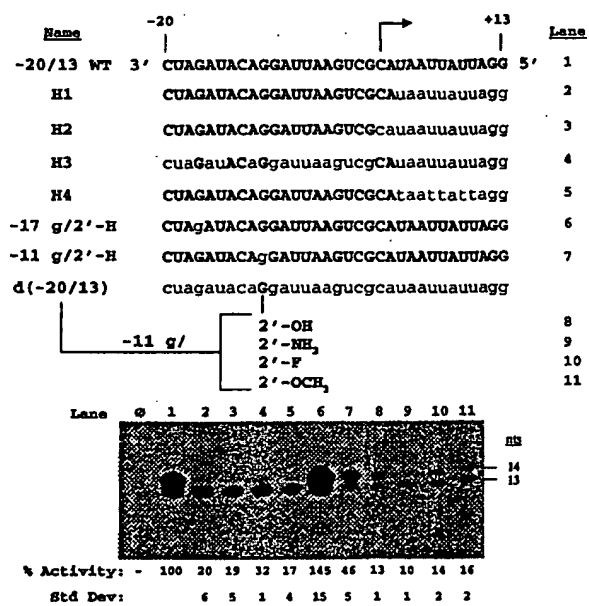 -20 +13
Name Lane
-20/13 WT 3' CUAGAUACAGGAUUAAGUCGCAUAAUUAUUAGG 5' 1
H1 CUAGAUACAGGAUUAAGUCGCAUaauuauuagg 2
H2 CUAGAUACAGGAUUAAGUCGcauaauuauuagg 3
H3 cuaGauACaGgauuaagucgCAuaauuauuagg 4
H4 CUAGAUACAGGAUUAAGUCGCAtaattattagg 5
-17 g/2'-H CUAgAUACAGGAUUAAGUCGCAUAAUUAUUAGG 6
-11 g/2'-H CUAGAUACAgGAUUAAGUCGCAUAAUUAUUAGG 7
d(-20/13) cuagauacaGgauuaagucgcauaauuauuagg
-11 g/
2'-OH 8
2'-NH₂ 9
2'-F 10
2'-OCH₃ 11
Lane Ø 1 2 3 4 5 6 7 8 9 10 11
nts
14
13
% Activity: - 100 20 19 32 17 145 46 13 10 14 16
Std Dev: 6 5 1 4 15 5 1 1 2 2